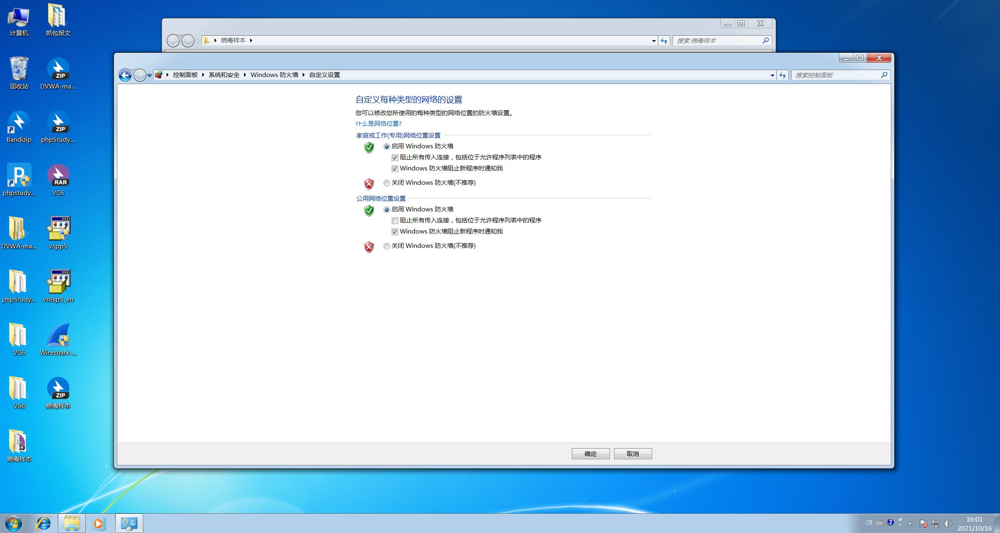 计算机
抓包报文
回收站
DVWA-ma...
Bandizip
phpStudy...
phpstudy...
VC6
DVWA-ma...
vcpp5
phpStudy...
vs6sp5_en
VC6
Wireshark-...
VS6
病毒样本
病毒样本
病毒样本
搜索 病毒样本
控制面板 系统和安全 Windows 防火墙 自定义设置
搜索控制面板
自定义每种类型的网络的设置
您可以修改您所使用的每种类型的网络位置的防火墙设置。
什么是网络位置?
家庭或工作(专用)网络位置设置
启用 Windows 防火墙
阻止所有传入连接，包括位于允许程序列表中的程序
Windows 防火墙阻止新程序时通知我
关闭 Windows 防火墙(不推荐)
公用网络位置设置
启用 Windows 防火墙
阻止所有传入连接，包括位于允许程序列表中的程序
Windows 防火墙阻止新程序时通知我
关闭 Windows 防火墙(不推荐)
确定
取消
CH
16:01
2021/10/16
ZIP
ZIP
RAR
ZIP